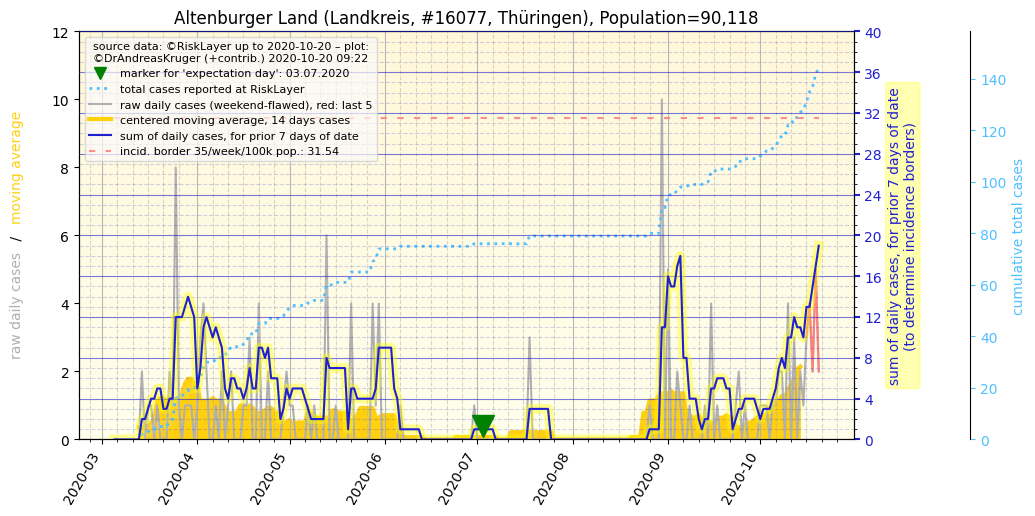 Altenburger Land (Landkreis, #16077, Thüringen), Population=90,118
source data: ©RiskLayer up to 2020-10-20 – plot:
©DrAndreasKruger (+contrib.) 2020-10-20 09:22
marker for 'expectation day': 03.07.2020
total cases reported at RiskLayer
raw daily cases (weekend-flawed), red: last 5
centered moving average, 14 days cases
sum of daily cases, for prior 7 days of date
incid. border 35/week/100k pop.: 31.54
raw daily cases / moving average
12
10
8
6
4
2
0
40
36
32
28
24
20
16
12
8
4
0
sum of daily cases, for prior 7 days of date
(to determine incidence borders)
140
120
100
80
60
40
20
0
cumulative total cases
2020-03
2020-04
2020-05
2020-06
2020-07
2020-08
2020-09
2020-10